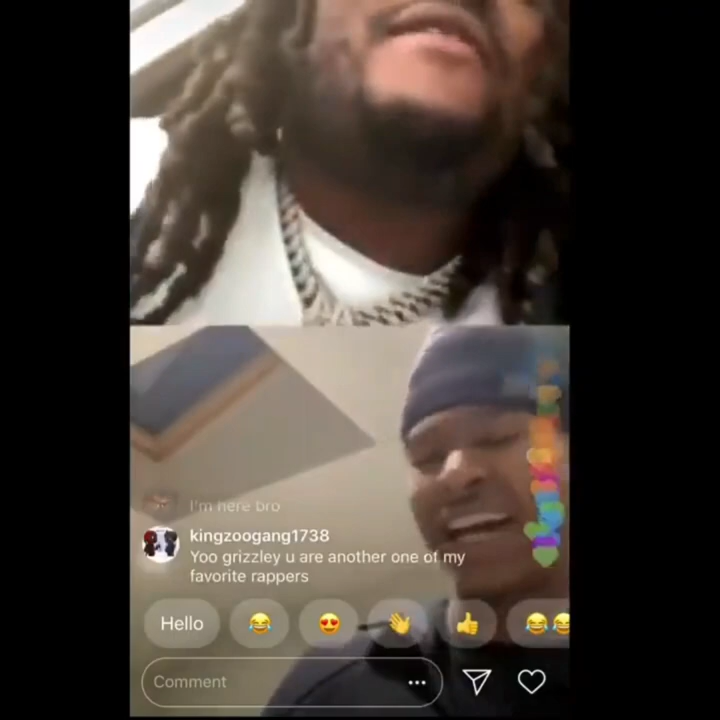 I'm here bro
kingzoogang1738
Yoo grizzley u are another one of my
favorite rappers
Hello
Comment